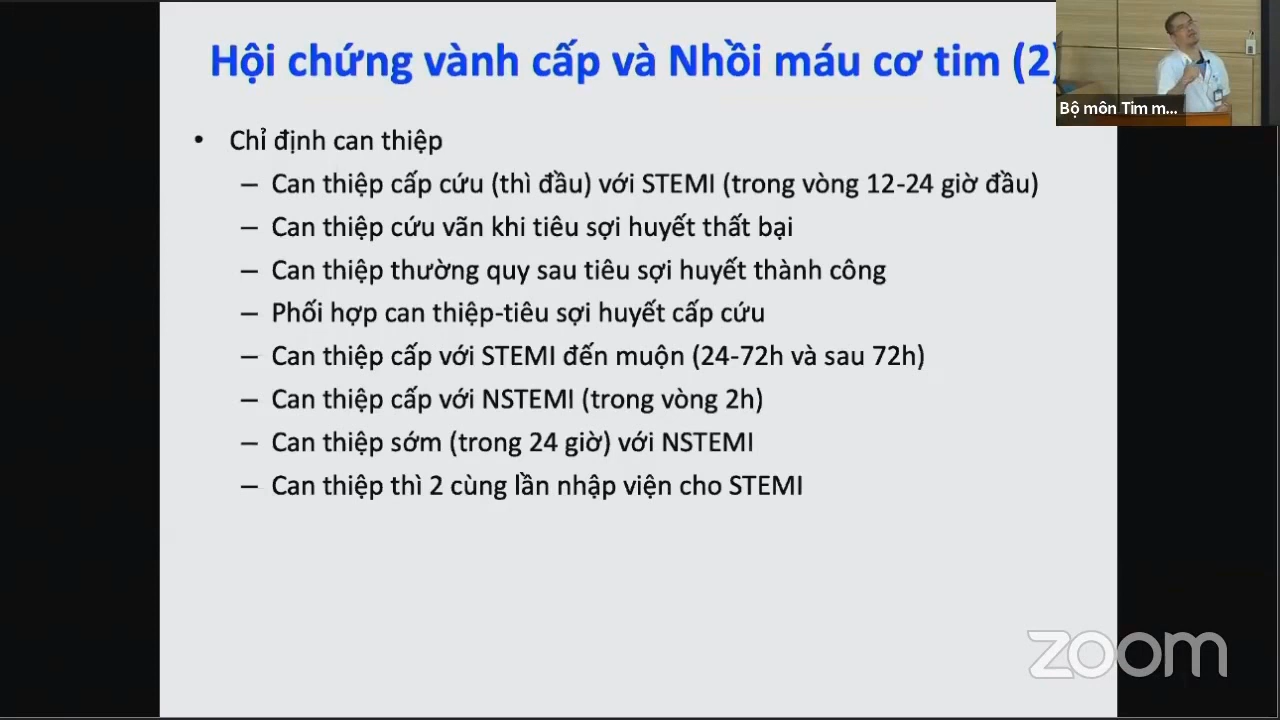 Hội chứng vành cấp và Nhồi máu cơ tim (2)
Bộ môn Tim m...
• Chỉ định can thiệp
– Can thiệp cấp cứu (thì đầu) với STEMI (trong vòng 12-24 giờ đầu)
– Can thiệp cứu vãn khi tiêu sợi huyết thất bại
– Can thiệp thường quy sau tiêu sợi huyết thành công
– Phối hợp can thiệp-tiêu sợi huyết cấp cứu
– Can thiệp cấp với STEMI đến muộn (24-72h và sau 72h)
– Can thiệp cấp với NSTEMI (trong vòng 2h)
– Can thiệp sớm (trong 24 giờ) với NSTEMI
– Can thiệp thì 2 cùng lần nhập viện cho STEMI
zoom